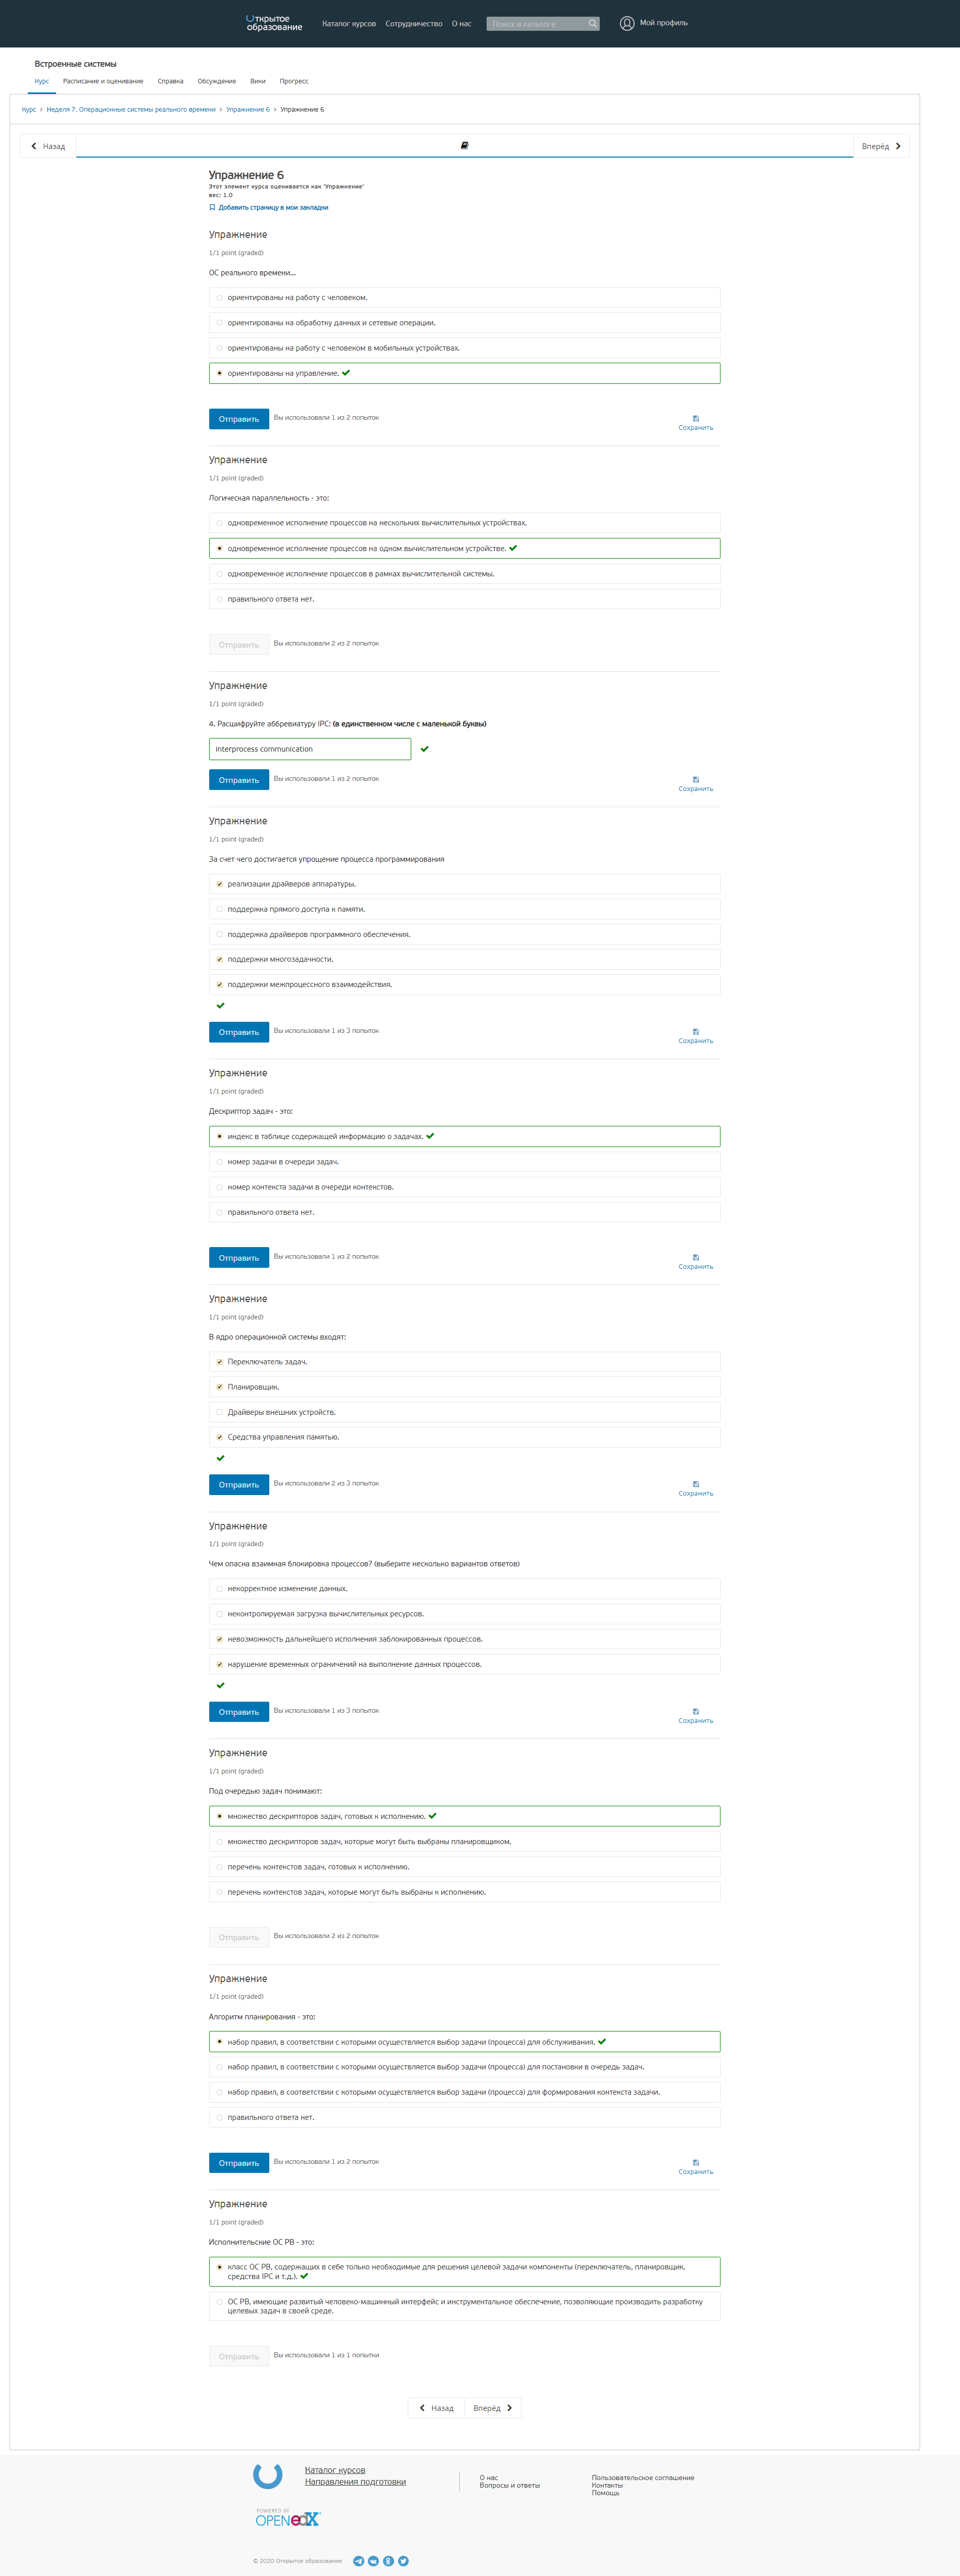 Открытое
образование
Каталог курсов
Сотрудничество
О нас
Поиск в каталоге
Мой профиль
Встроенные системы
Курс
Расписание и оценивание
Справка
Обсуждение
Вики
Прогресс
Курс > Неделя 7. Операционные системы реального времени > Упражнение 6 > Упражнение 6
Назад
Вперёд
Упражнение 6
Этот элемент курса оценивается как 'Упражнение'
вес: 1.0
Добавить страницу в мои закладки
Упражнение
1/1 point (graded)
ОС реального времени...
ориентированы на работу с человеком.
ориентированы на обработку данных и сетевые операции.
ориентированы на работу с человеком в мобильных устройствах.
ориентированы на управление.
Отправить
Вы использовали 1 из 2 попыток
Сохранить
Упражнение
1/1 point (graded)
Логическая параллельность - это:
одновременное исполнение процессов на нескольких вычислительных устройствах.
одновременное исполнение процессов на одном вычислительном устройстве.
одновременное исполнение процессов в рамках вычислительной системы.
правильного ответа нет.
Отправить
Вы использовали 2 из 2 попыток
Упражнение
1/1 point (graded)
4. Расшифруйте аббревиатуру IPC: (в единственном числе с маленькой буквы)
interprocess communication
Отправить
Вы использовали 1 из 2 попыток
Сохранить
Упражнение
1/1 point (graded)
За счет чего достигается упрощение процесса программирования
реализации драйверов аппаратуры.
поддержка прямого доступа к памяти.
поддержка драйверов программного обеспечения.
поддержки многозадачности.
поддержки межпроцессного взаимодействия.
Отправить
Вы использовали 1 из 3 попыток
Сохранить
Упражнение
1/1 point (graded)
Дескриптор задач - это:
индекс в таблице содержащей информацию о задачах.
номер задачи в очереди задач.
номер контекста задачи в очереди контекстов.
правильного ответа нет.
Отправить
Вы использовали 1 из 2 попыток
Сохранить
Упражнение
1/1 point (graded)
В ядро операционной системы входят:
Переключатель задач.
Планировщик.
Драйверы внешних устройств.
Средства управления памятью.
Отправить
Вы использовали 2 из 3 попыток
Сохранить
Упражнение
1/1 point (graded)
Чем опасна взаимная блокировка процессов? (выберите несколько вариантов ответов)
некорректное изменение данных.
неконтролируемая загрузка вычислительных ресурсов.
невозможность дальнейшего исполнения заблокированных процессов.
нарушение временных ограничений на выполнение данных процессов.
Отправить
Вы использовали 1 из 3 попыток
Сохранить
Упражнение
1/1 point (graded)
Под очередью задач понимают:
множество дескрипторов задач, готовых к исполнению.
множество дескрипторов задач, которые могут быть выбраны планировщиком.
перечень контекстов задач, готовых к исполнению.
перечень контекстов задач, которые могут быть выбраны к исполнению.
Отправить
Вы использовали 2 из 2 попыток
Упражнение
1/1 point (graded)
Алгоритм планирования - это:
набор правил, в соответствии с которыми осуществляется выбор задачи (процесса) для обслуживания.
набор правил, в соответствии с которыми осуществляется выбор задачи (процесса) для постановки в очередь задач.
набор правил, в соответствии с которыми осуществляется выбор задачи (процесса) для формирования контекста задачи.
правильного ответа нет.
Отправить
Вы использовали 1 из 2 попыток
Сохранить
Упражнение
1/1 point (graded)
Исполнительские ОС РВ - это:
класс ОС РВ, содержащих в себе только необходимые для решения целевой задачи компоненты (переключатель, планировщик,
средства IPC и т.д.).
ОС РВ, имеющие развитый человеко-машинный интерфейс и инструментальное обеспечение, позволяющие производить разработку
целевых задач в своей среде.
Отправить
Вы использовали 1 из 1 попытки
Назад
Вперёд
Каталог курсов
Направления подготовки
О нас
Вопросы и ответы
Пользовательское соглашение
Контакты
Помощь
POWERED BY
OPEN edX
© 2020 Открытое образование